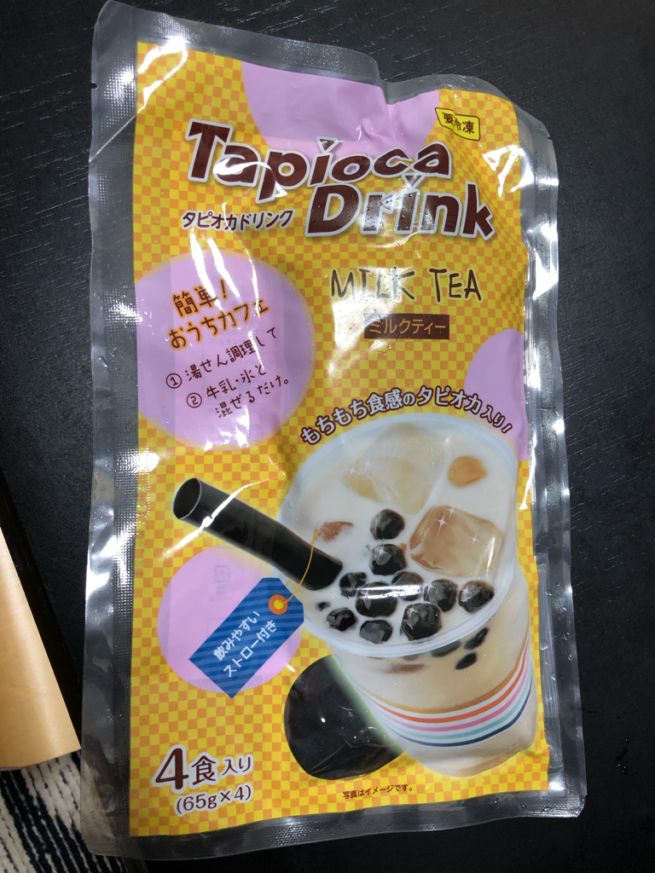 要冷凍
Tapioca
Drink
タピオカドリンク
MILK TEA
ミルクティー
簡単!
おうちカフェ
① 湯せん調理して
② 牛乳・氷と
混ぜるだけ。
もちもち食感のタピオカ入り!
飲みやすい
ストロー付き
4食入り
(65g×4)
写真はイメージです。